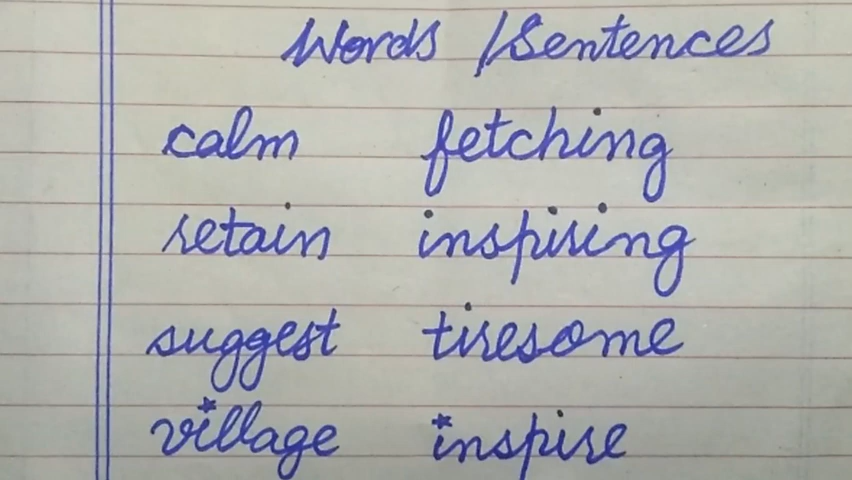 Words / Sentences
calm fetching
retain inspiring
suggest tiresome
village inspire